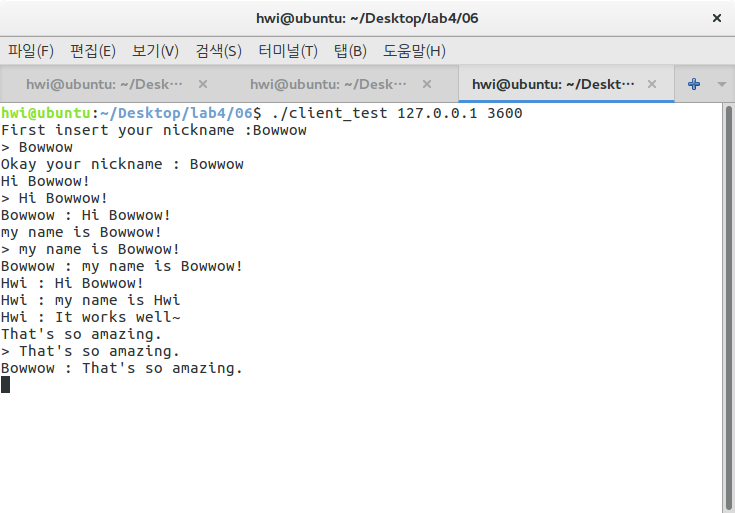 hwi@ubuntu: ~/Desktop/lab4/06
파일(F) 편집(E) 보기(V) 검색(S) 터미널(T) 탭(B) 도움말(H)
hwi@ubuntu: ~/Desk··· hwi@ubuntu: ~/Desk··· hwi@ubuntu: ~/Deskt···
hwi@ubuntu:~/Desktop/lab4/06$ ./client_test 127.0.0.1 3600
First insert your nickname :Bowwow
> Bowwow
Okay your nickname : Bowwow
Hi Bowwow!
> Hi Bowwow!
Bowwow : Hi Bowwow!
my name is Bowwow!
> my name is Bowwow!
Bowwow : my name is Bowwow!
Hwi : Hi Bowwow!
Hwi : my name is Hwi
Hwi : It works well~
That's so amazing.
> That's so amazing.
Bowwow : That's so amazing.